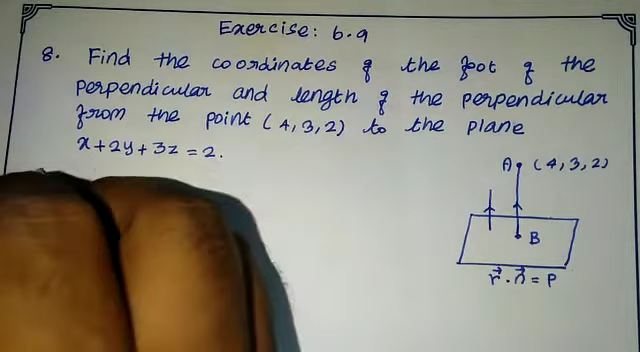 Exercise: 6.9
8. Find the coordinates of the foot of the
perpendicular and length of the perpendicular
from the point (4,3,2) to the plane
x+2y+3z=2.
A (4,3,2)
B
r⃗.n⃗=P